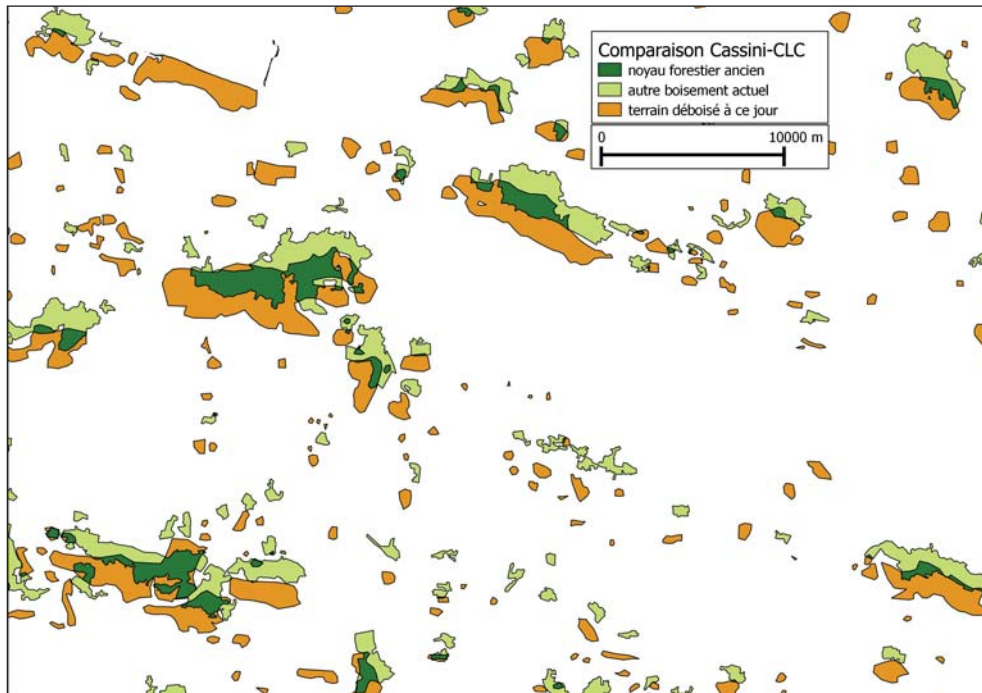 Comparaison Cassini-CLC
noyau forestier ancien
autre boisement actuel
terrain déboisé à ce jour
0 10000 m